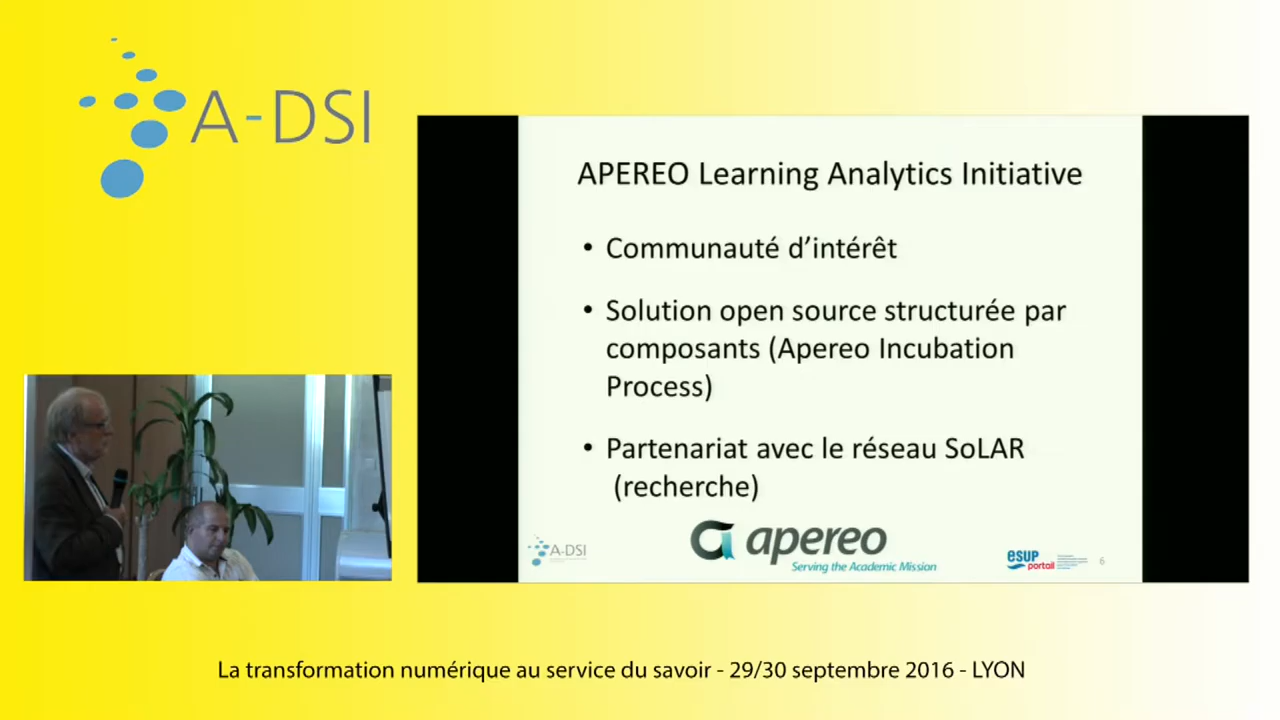 A-DSI
APEREO Learning Analytics Initiative
• Communauté d’intérêt
• Solution open source structurée par
composants (Apereo Incubation
Process)
• Partenariat avec le réseau SoLAR
(recherche)
A-DSI
apereo
Serving the Academic Mission
esup
portail
6
La transformation numérique au service du savoir - 29/30 septembre 2016 - LYON